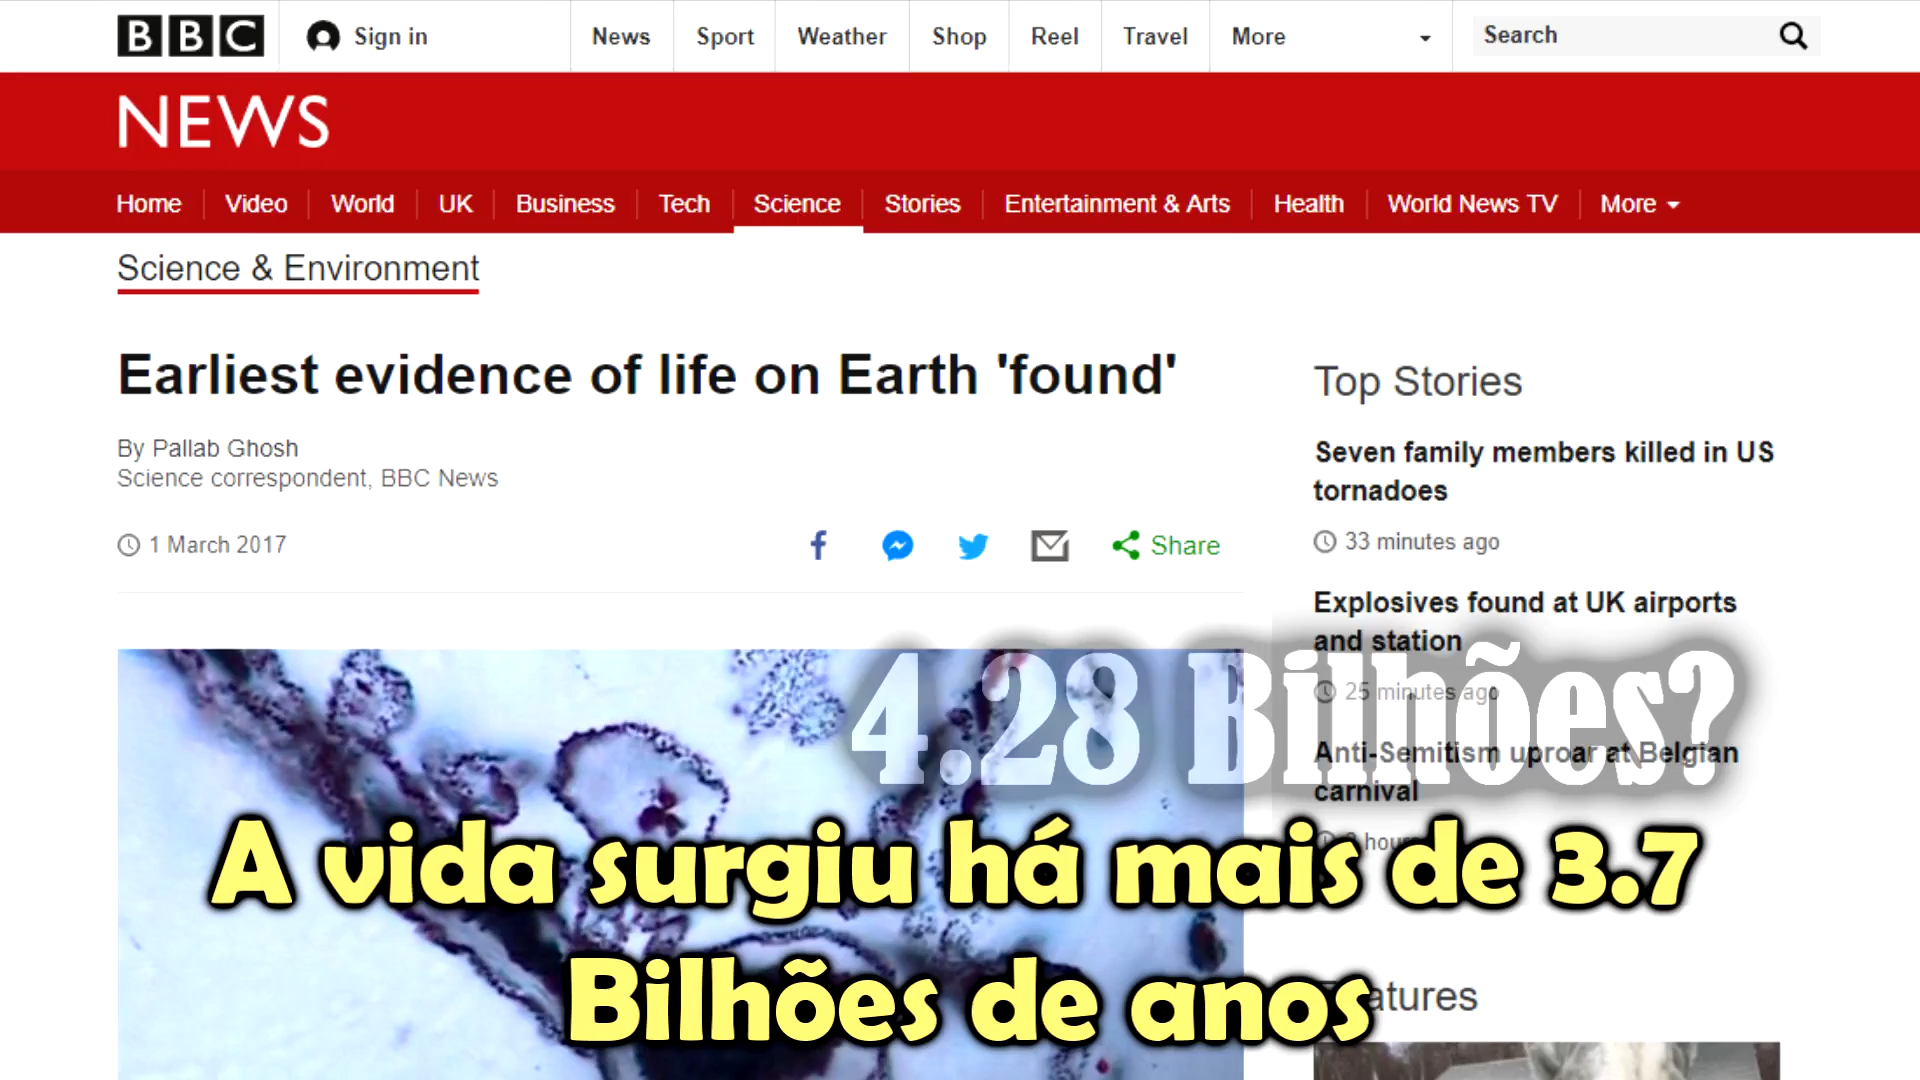 BBC Sign in News Sport Weather Shop Reel Travel More Search
NEWS
Home Video World UK Business Tech Science Stories Entertainment & Arts Health World News TV More
Science & Environment
Earliest evidence of life on Earth 'found'
By Pallab Ghosh
Science correspondent, BBC News
1 March 2017
Share
Top Stories
Seven family members killed in US
tornadoes
33 minutes ago
Explosives found at UK airports
and station
25 minutes ago
Anti-Semitism uproar at Belgian
carnival
4.28 Bilhões?
A vida surgiu há mais de 3.7
Bilhões de anos